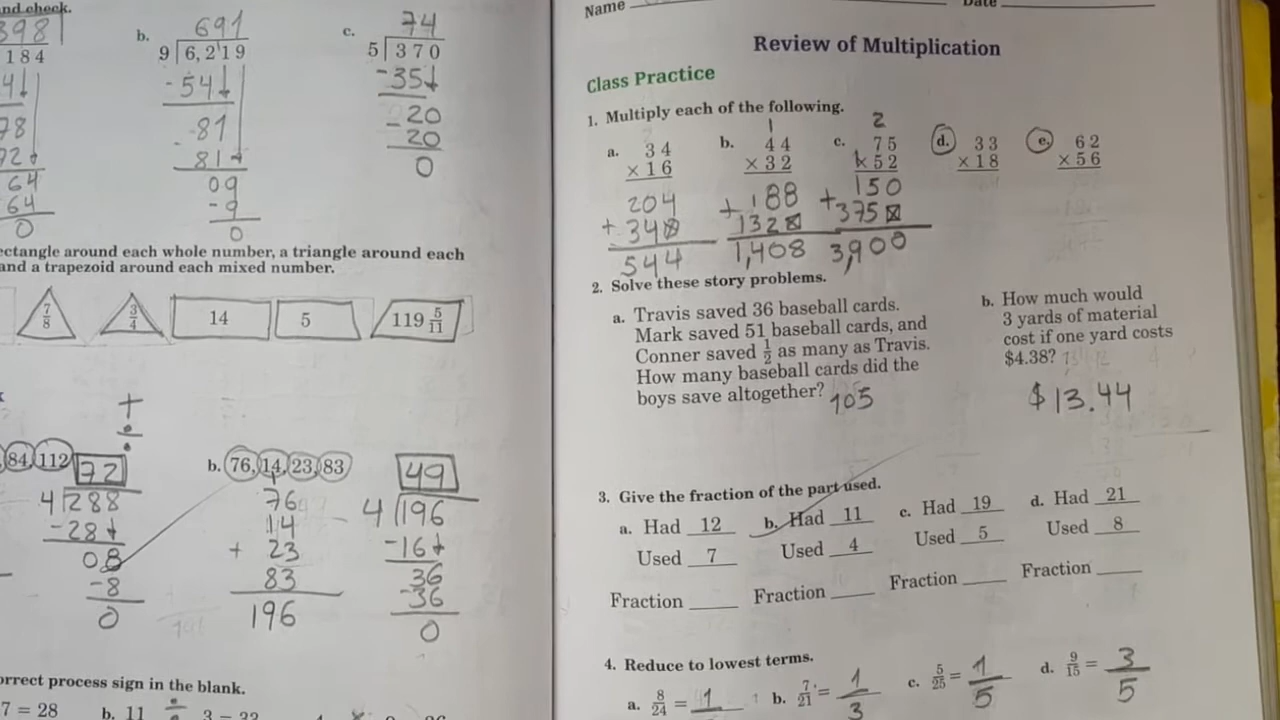 nd check.
398
184
4
78
72
64
64
0
b. 691
9 6,219
-54
-81
-81
09
-9
0
c. 74
5 370
-35
-20
20
0
ectangle around each whole number, a triangle around each
and a trapezoid around each mixed number.
7/8 3/4 14 5 119 5/11
+
÷
84, 112 72
4 288
-28
08
-8
0
b. 76, 14, 23, 83 49
76
14
+ 23
83
196
4 196
-16
36
-36
0
orrect process sign in the blank.
7 = 28 b. 11 3 = 33
Name Date
Review of Multiplication
Class Practice
1. Multiply each of the following.
a. 34 b. 44 c. 75 d. 33 e. 62
× 16 × 32 × 52 × 18 × 56
1 2
204 188 150
+ 340 + 1320 + 3750
544 1,408 3,900
2. Solve these story problems.
a. Travis saved 36 baseball cards.
Mark saved 51 baseball cards, and
Conner saved 1/2 as many as Travis.
How many baseball cards did the
boys save altogether? 105
b. How much would
3 yards of material
cost if one yard costs
$4.38?
$13.44
3. Give the fraction of the part used.
a. Had 12 b. Had 11 c. Had 19 d. Had 21
Used 7 Used 4 Used 5 Used 8
Fraction Fraction Fraction Fraction
4. Reduce to lowest terms.
a. 8/24 = 1 b. 7/21 = 1/3 c. 5/25 = 1/5 d. 9/15 = 3/5